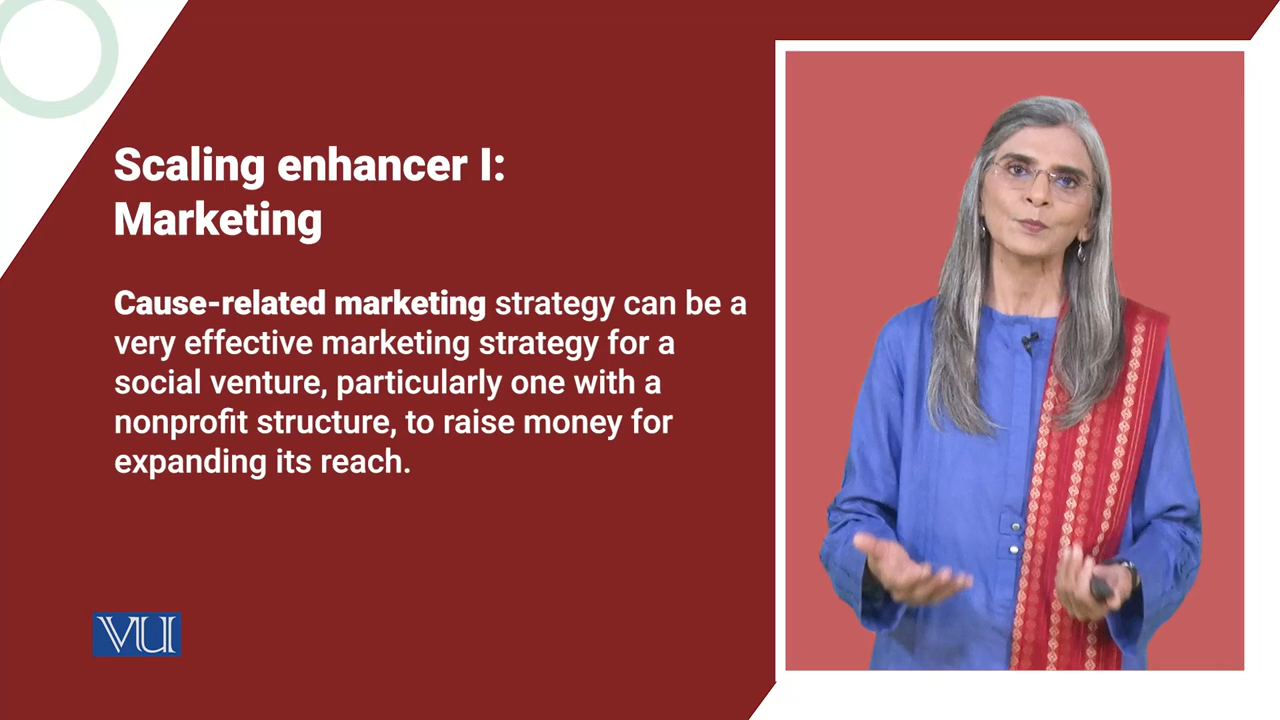 Scaling enhancer I:
Marketing
Cause-related marketing strategy can be a
very effective marketing strategy for a
social venture, particularly one with a
nonprofit structure, to raise money for
expanding its reach.
VU